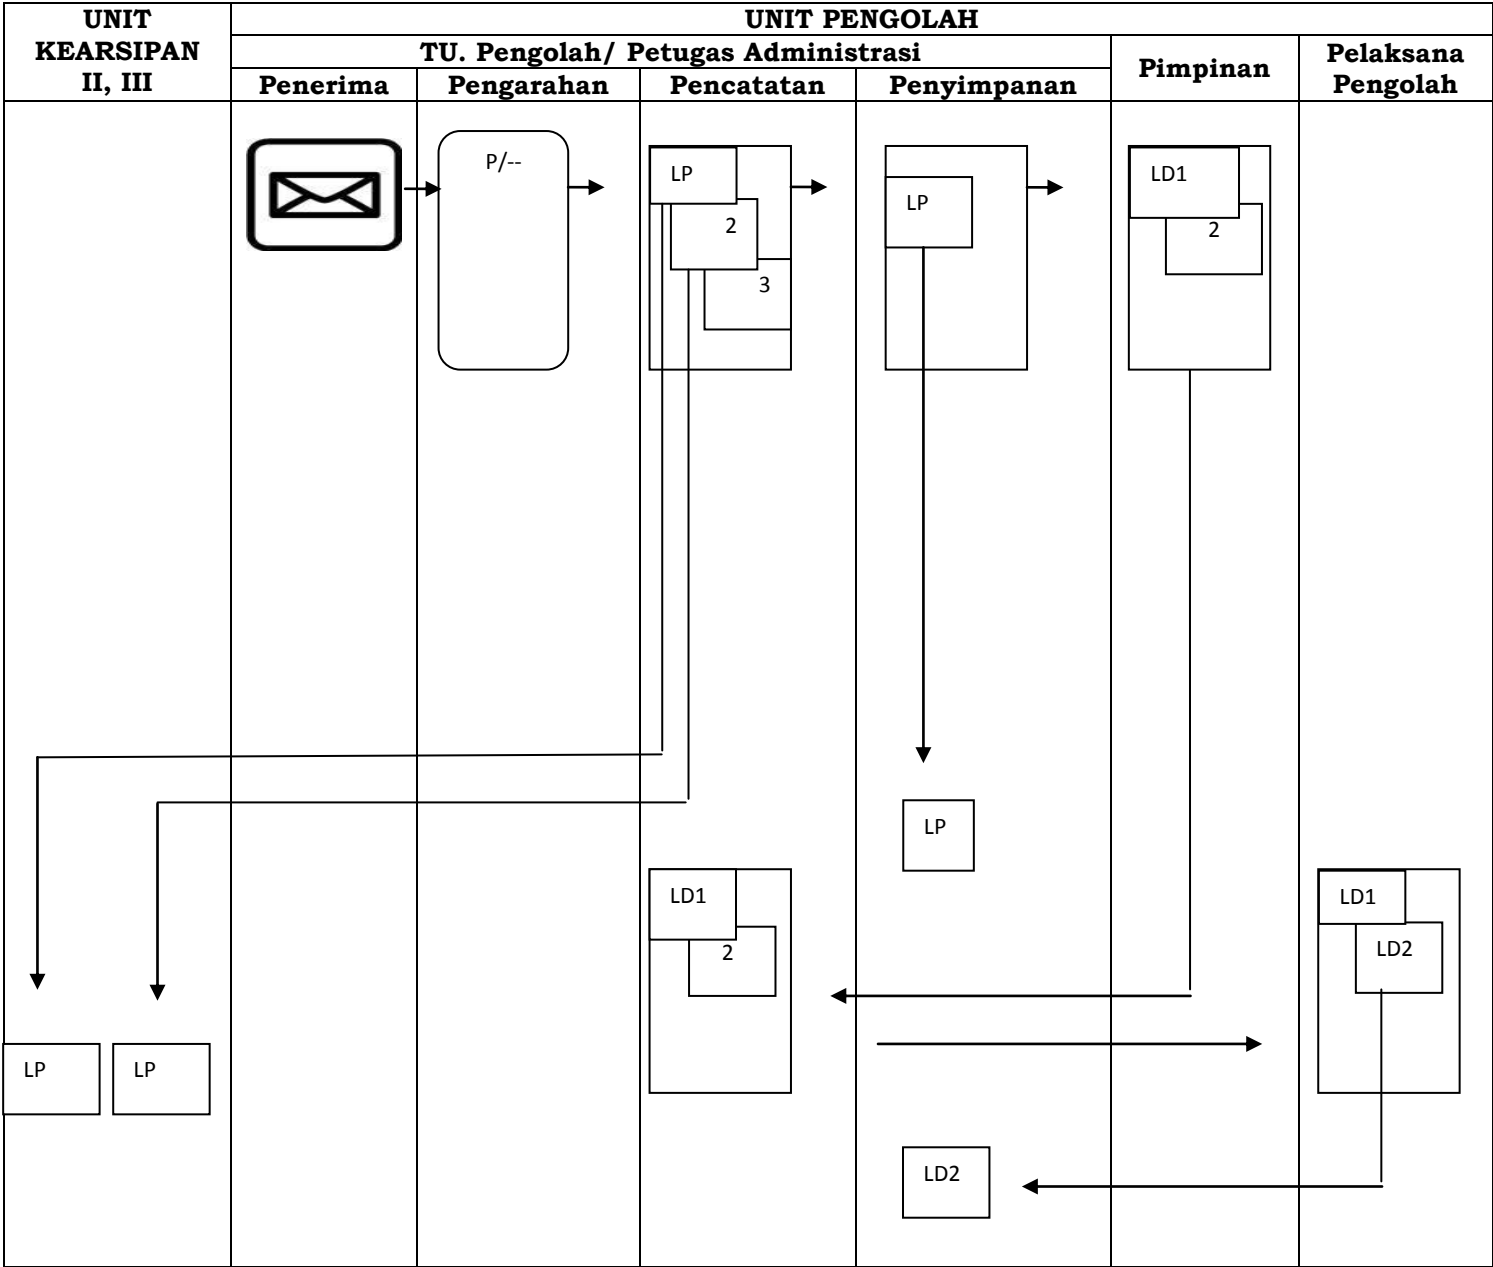 UNIT
KEARSIPAN
II, III
UNIT PENGOLAH
TU. Pengolah/ Petugas Administrasi
Pimpinan
Pelaksana
Pengolah
Penerima
Pengarahan
Pencatatan
Penyimpanan
P/--
LP
2
3
LP
LD1
2
LP
LD1
2
LD1
LD2
LP
LP
LD2